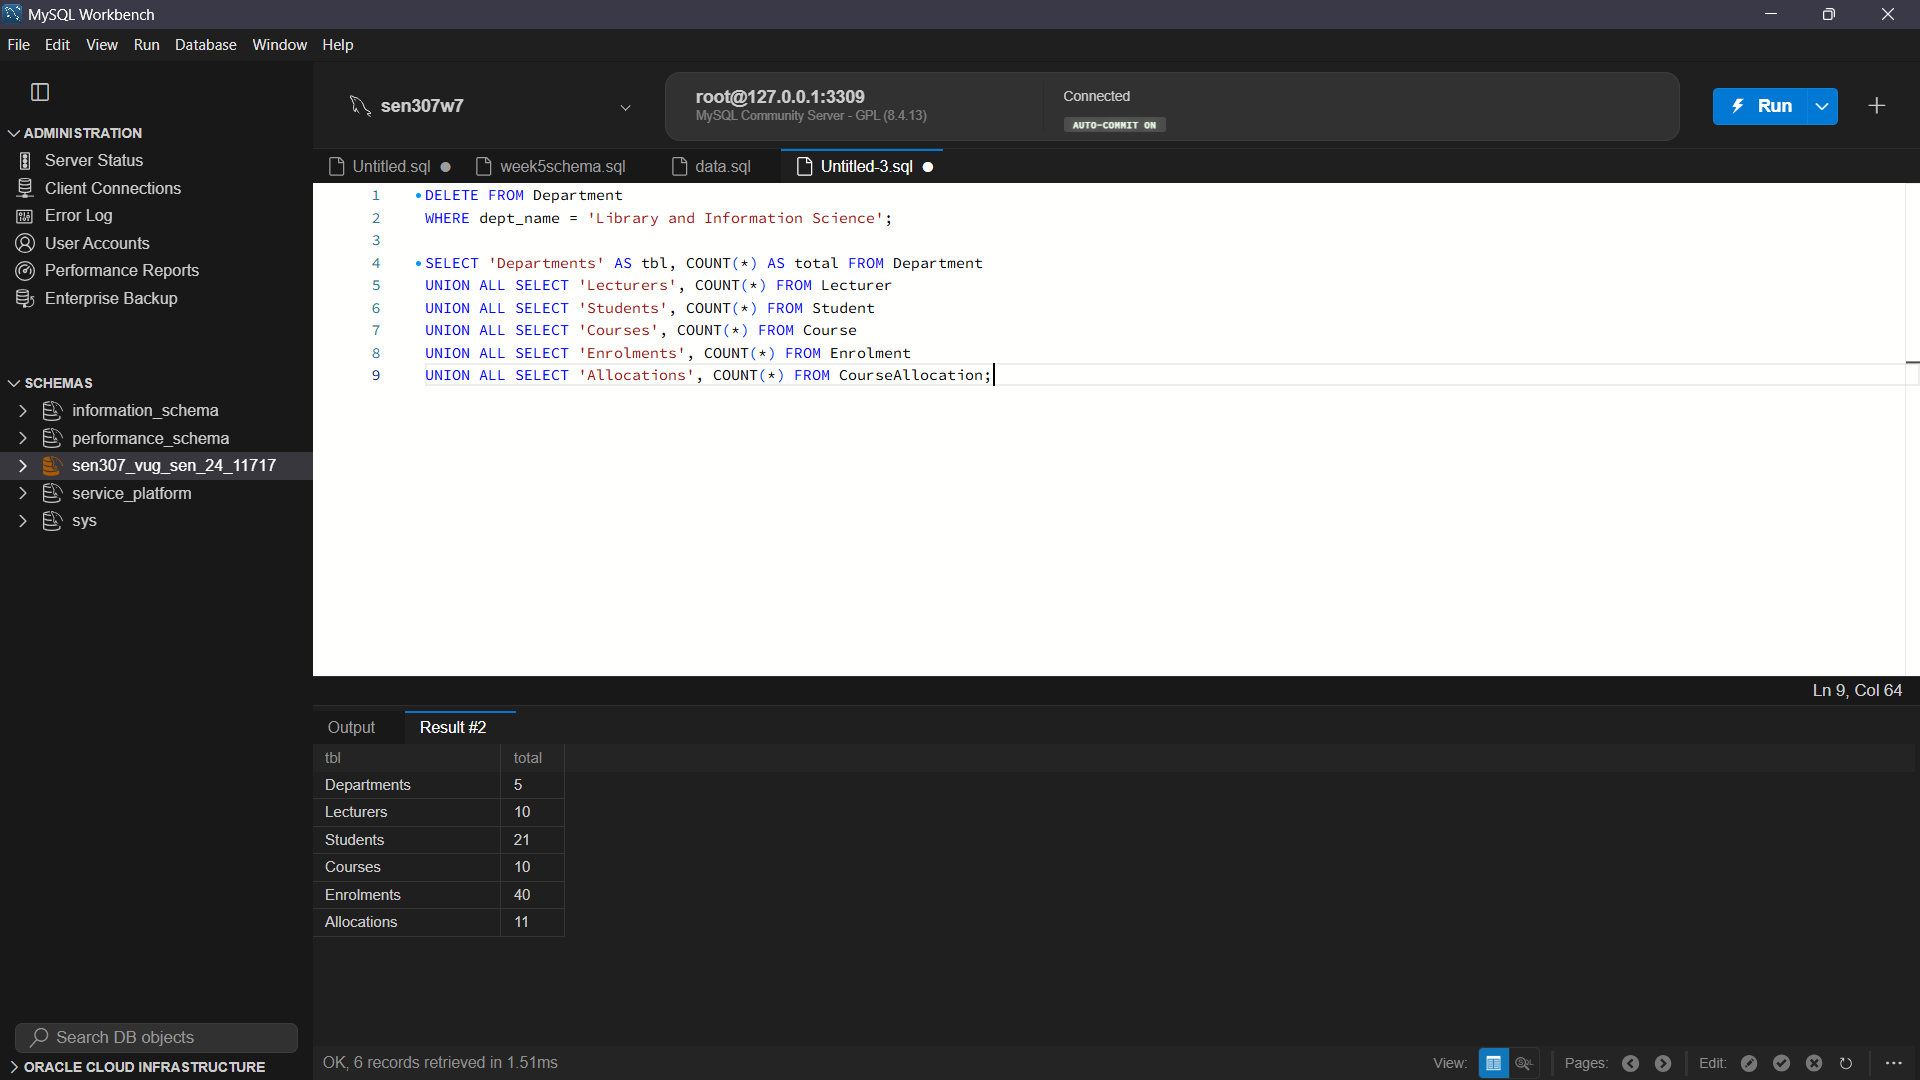 MySQL Workbench
File Edit View Run Database Window Help
sen307w7
root@127.0.0.1:3309
MySQL Community Server - GPL (8.4.13)
Connected
AUTO-COMMIT ON
Run
ADMINISTRATION
Server Status
Client Connections
Error Log
User Accounts
Performance Reports
Enterprise Backup
SCHEMAS
information_schema
performance_schema
sen307_vug_sen_24_11717
service_platform
sys
Search DB objects
ORACLE CLOUD INFRASTRUCTURE
Untitled.sql week5schema.sql data.sql Untitled-3.sql
1 DELETE FROM Department
2 WHERE dept_name = 'Library and Information Science';
3
4 SELECT 'Departments' AS tbl, COUNT(*) AS total FROM Department
5 UNION ALL SELECT 'Lecturers', COUNT(*) FROM Lecturer
6 UNION ALL SELECT 'Students', COUNT(*) FROM Student
7 UNION ALL SELECT 'Courses', COUNT(*) FROM Course
8 UNION ALL SELECT 'Enrolments', COUNT(*) FROM Enrolment
9 UNION ALL SELECT 'Allocations', COUNT(*) FROM CourseAllocation;
Ln 9, Col 64
Output Result #2
tbl total
Departments 5
Lecturers 10
Students 21
Courses 10
Enrolments 40
Allocations 11
OK, 6 records retrieved in 1.51ms
View: Pages: Edit: